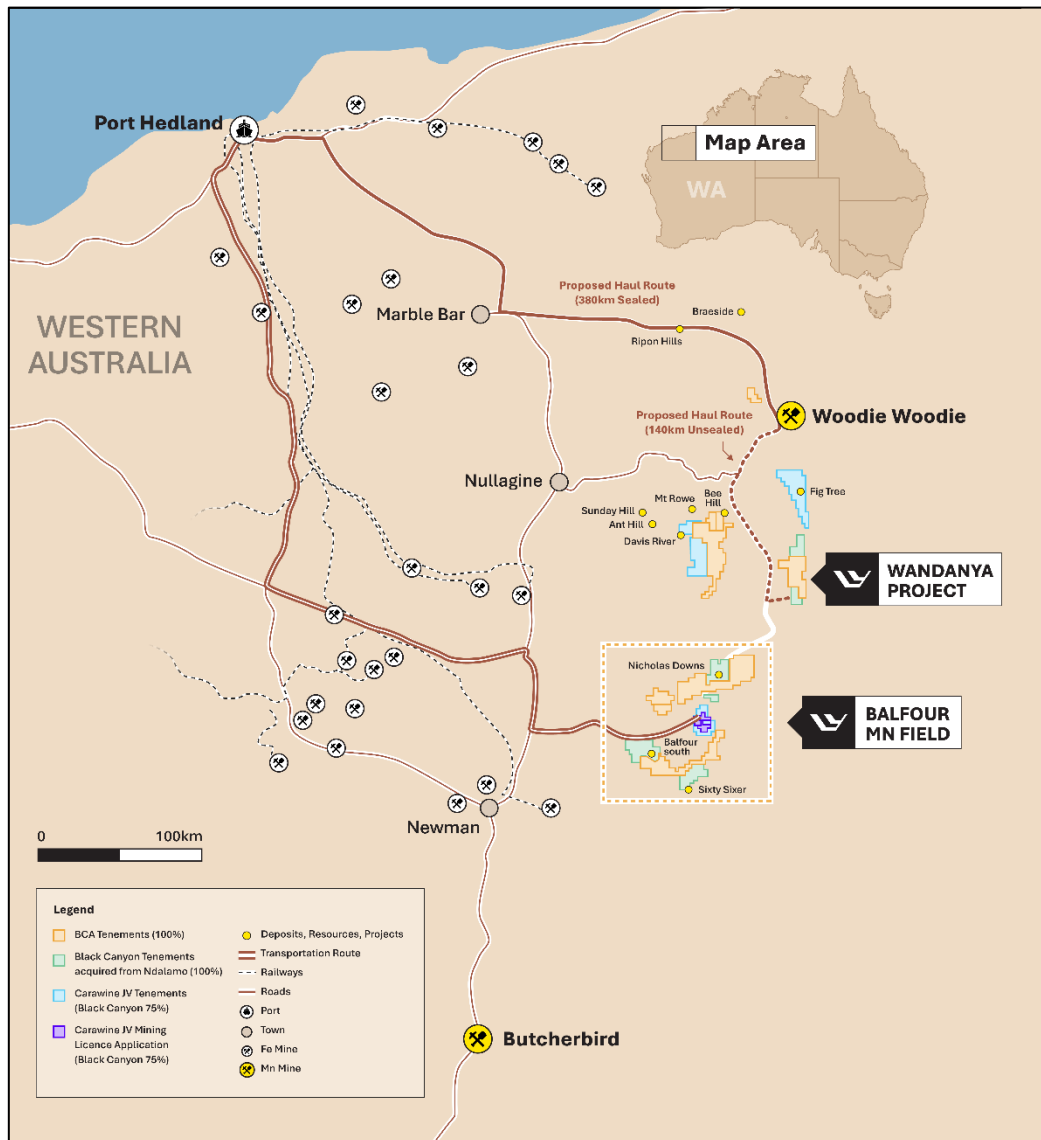 Port Hedland
Map Area
WA
WESTERN
AUSTRALIA
Marble Bar
Proposed Haul Route
(380km Sealed)
Braeside
Ripon Hills
Woodie Woodie
Proposed Haul Route
(140km Unsealed)
Nullagine
Fig Tree
Mt Rowe
Bee
Hill
Sunday Hill
Ant Hill
Davis River
WANDANYA
PROJECT
Nicholas Downs
BALFOUR
MN FIELD
Balfour
south
Sixty Sixer
Newman
0 100km
Butcherbird
Legend
BCA Tenements (100%)
Black Canyon Tenements
acquired from Ndalamo (100%)
Carawine JV Tenements
(Black Canyon 75%)
Carawine JV Mining
Licence Application
(Black Canyon 75%)
Deposits, Resources, Projects
Transportation Route
Railways
Roads
Port
Town
Fe Mine
Mn Mine